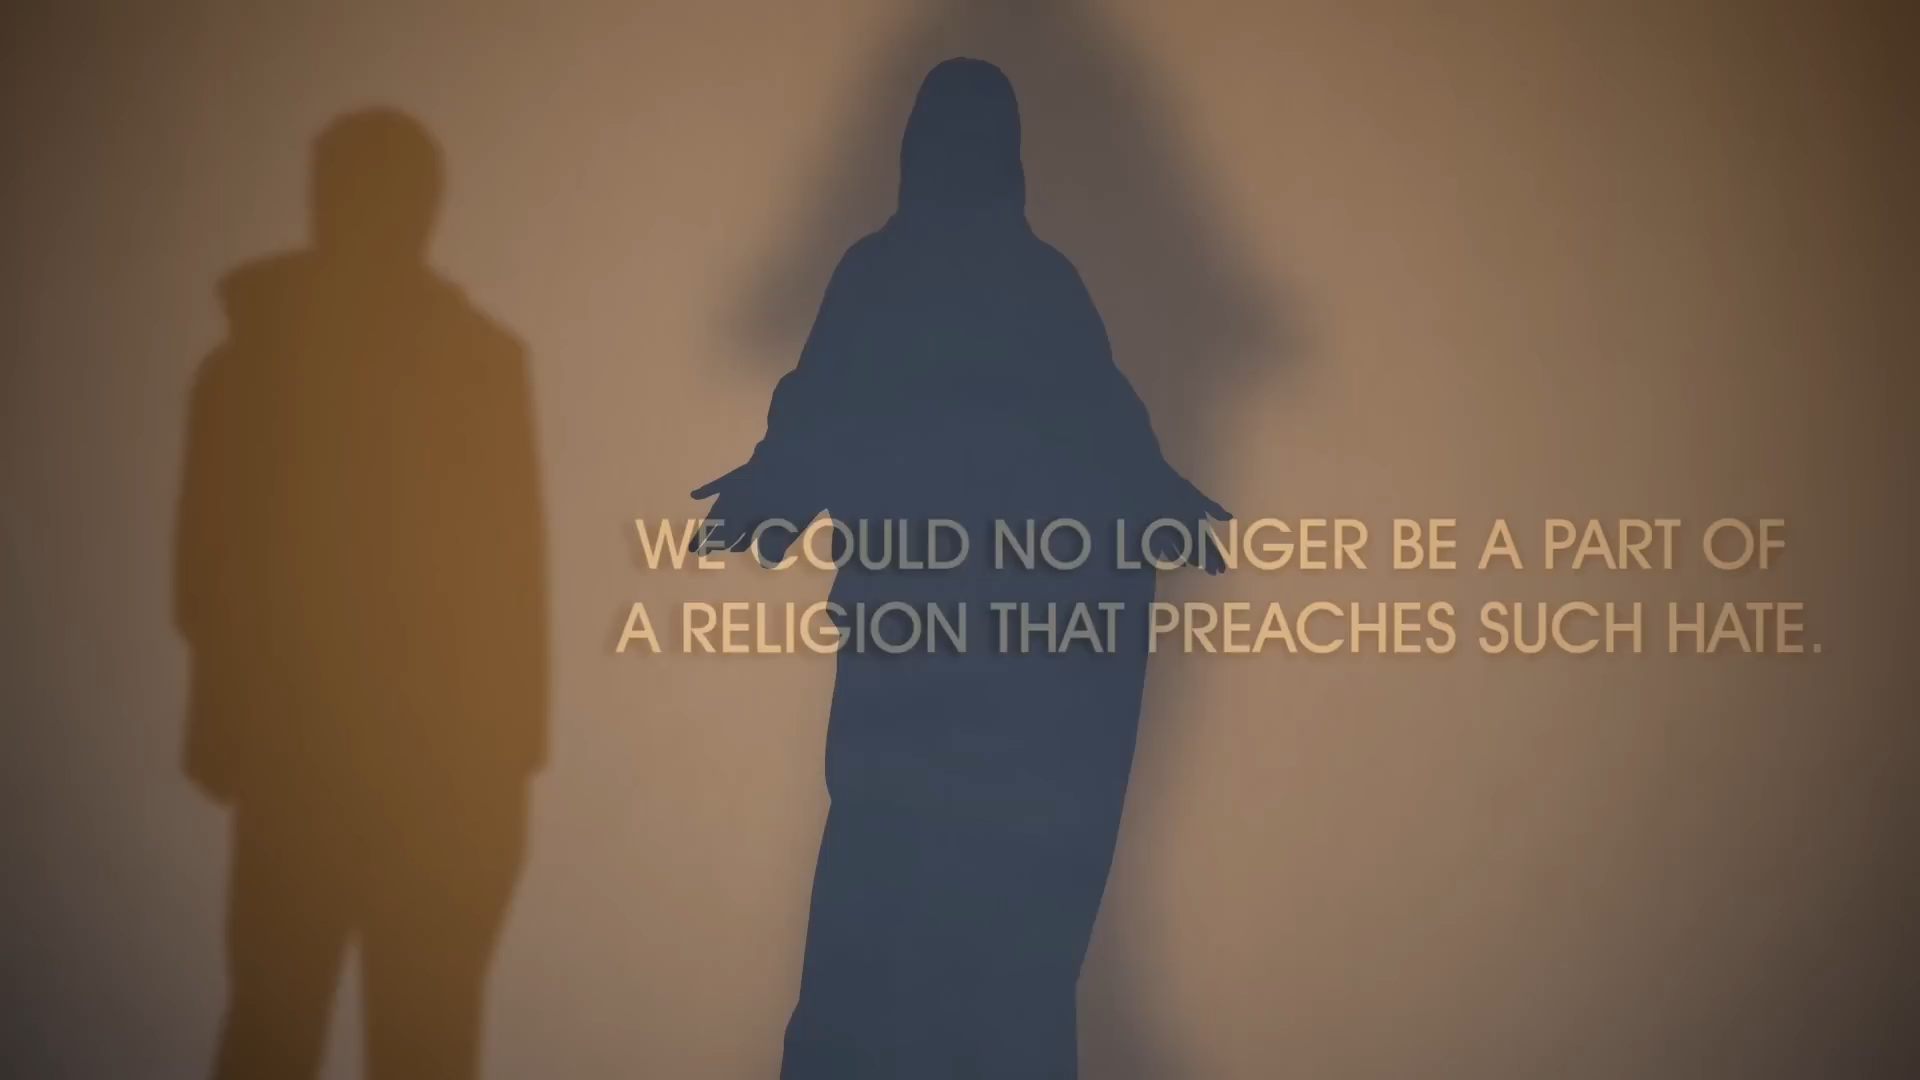 WE COULD NO LONGER BE A PART OF
A RELIGION THAT PREACHES SUCH HATE.